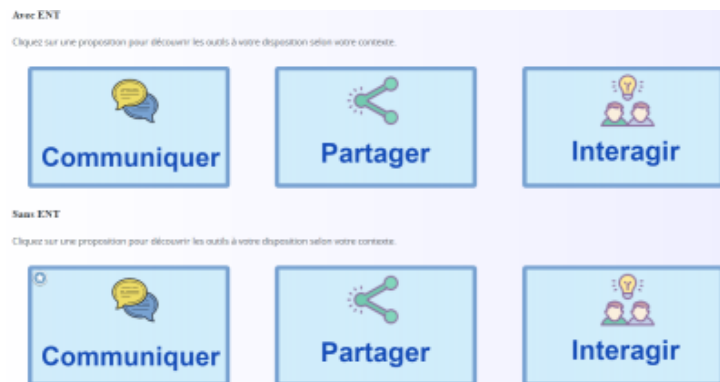 Avec ENT
Cliquez sur une proposition pour découvrir les outils à votre disposition selon votre contexte.
Communiquer
Partager
Interagir
Sans ENT
Cliquez sur une proposition pour découvrir les outils à votre disposition selon votre contexte.
Communiquer
Partager
Interagir